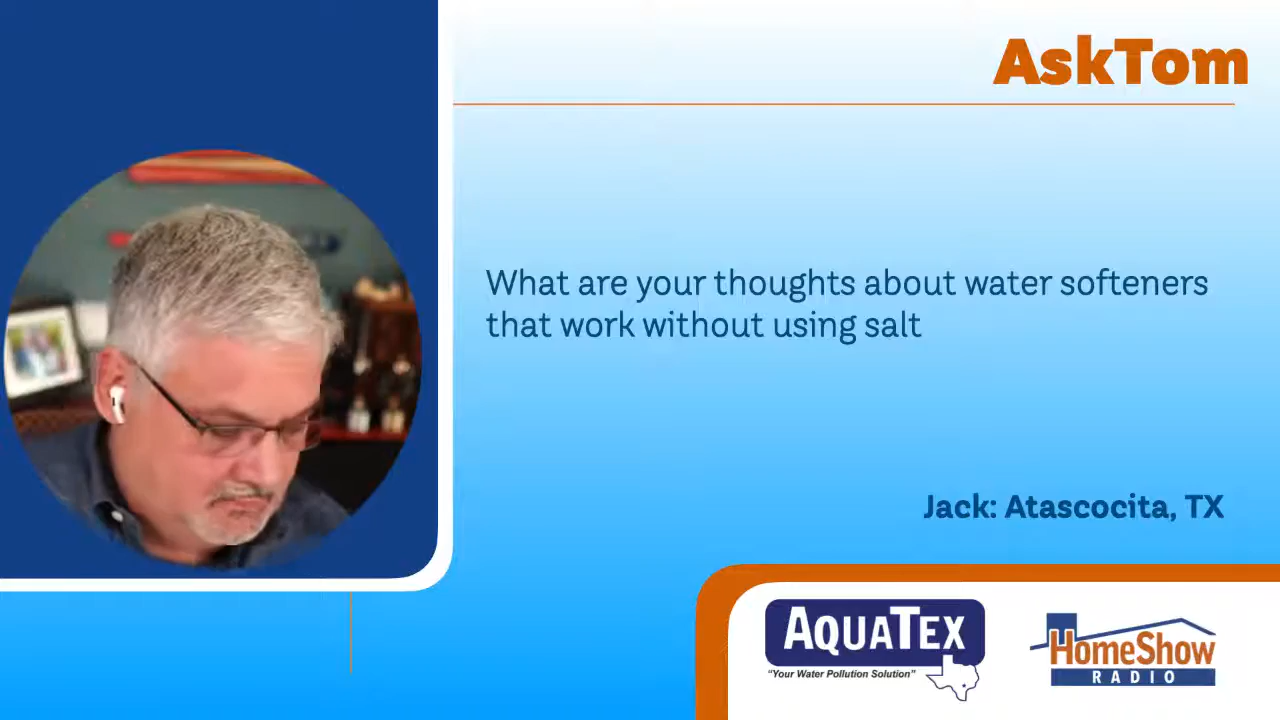 AskTom
What are your thoughts about water softeners
that work without using salt
Jack: Atascocita, TX
AQUATEX
"Your Water Pollution Solution"
HomeShow
RADIO